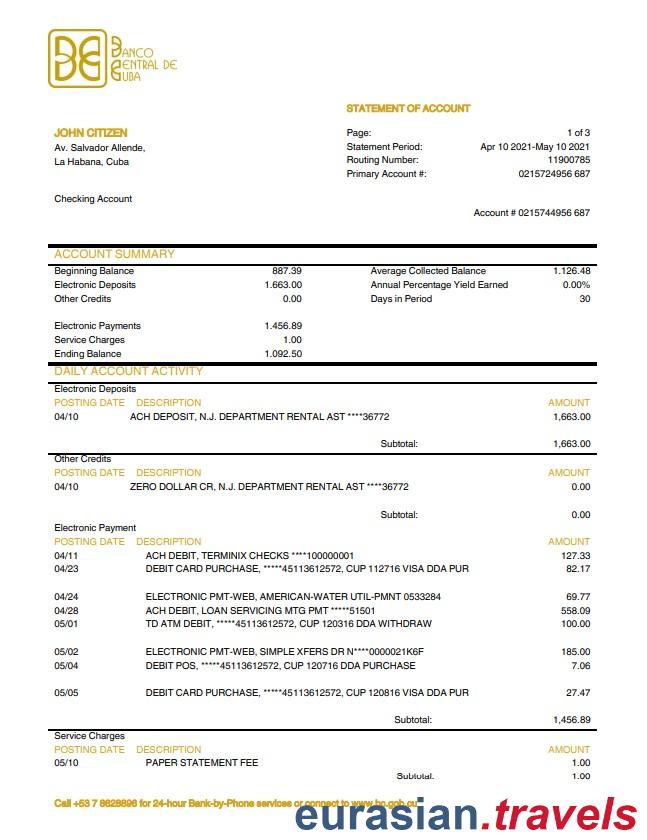 BANCO
CENTRAL DE
CUBA
STATEMENT OF ACCOUNT
JOHN CITIZEN
Av. Salvador Allende,
La Habana, Cuba
Page: 1 of 3
Statement Period: Apr 10 2021-May 10 2021
Routing Number: 11900785
Primary Account #: 0215724956 687
Checking Account
Account # 0215744956 687
ACCOUNT SUMMARY
Beginning Balance 887.39 Average Collected Balance 1.126.48
Electronic Deposits 1.663.00 Annual Percentage Yield Earned 0.00%
Other Credits 0.00 Days in Period 30
Electronic Payments 1.456.89
Service Charges 1.00
Ending Balance 1.092.50
DAILY ACCOUNT ACTIVITY
Electronic Deposits
POSTING DATE DESCRIPTION AMOUNT
04/10 ACH DEPOSIT, N.J. DEPARTMENT RENTAL AST ****36772 1,663.00
Subtotal: 1,663.00
Other Credits
POSTING DATE DESCRIPTION AMOUNT
04/10 ZERO DOLLAR CR, N.J. DEPARTMENT RENTAL AST ****36772 0.00
Subtotal: 0.00
Electronic Payment
POSTING DATE DESCRIPTION AMOUNT
04/11 ACH DEBIT, TERMINIX CHECKS ****100000001 127.33
04/23 DEBIT CARD PURCHASE, *****45113612572, CUP 112716 VISA DDA PUR 82.17
04/24 ELECTRONIC PMT-WEB, AMERICAN-WATER UTIL-PMNT 0533284 69.77
04/28 ACH DEBIT, LOAN SERVICING MTG PMT *****51501 558.09
05/01 TD ATM DEBIT, *****45113612572, CUP 120316 DDA WITHDRAW 100.00
05/02 ELECTRONIC PMT-WEB, SIMPLE XFERS DR N****0000021K6F 185.00
05/04 DEBIT POS, *****45113612572, CUP 120716 DDA PURCHASE 7.06
05/05 DEBIT CARD PURCHASE, *****45113612572, CUP 120816 VISA DDA PUR 27.47
Subtotal: 1,456.89
Service Charges
POSTING DATE DESCRIPTION AMOUNT
05/10 PAPER STATEMENT FEE 1.00
Subtotal: 1.00
Call +53 7 8628896 for 24-hour Bank-by-Phone services or connect to www.bc.gob.cu
eurasian.travels